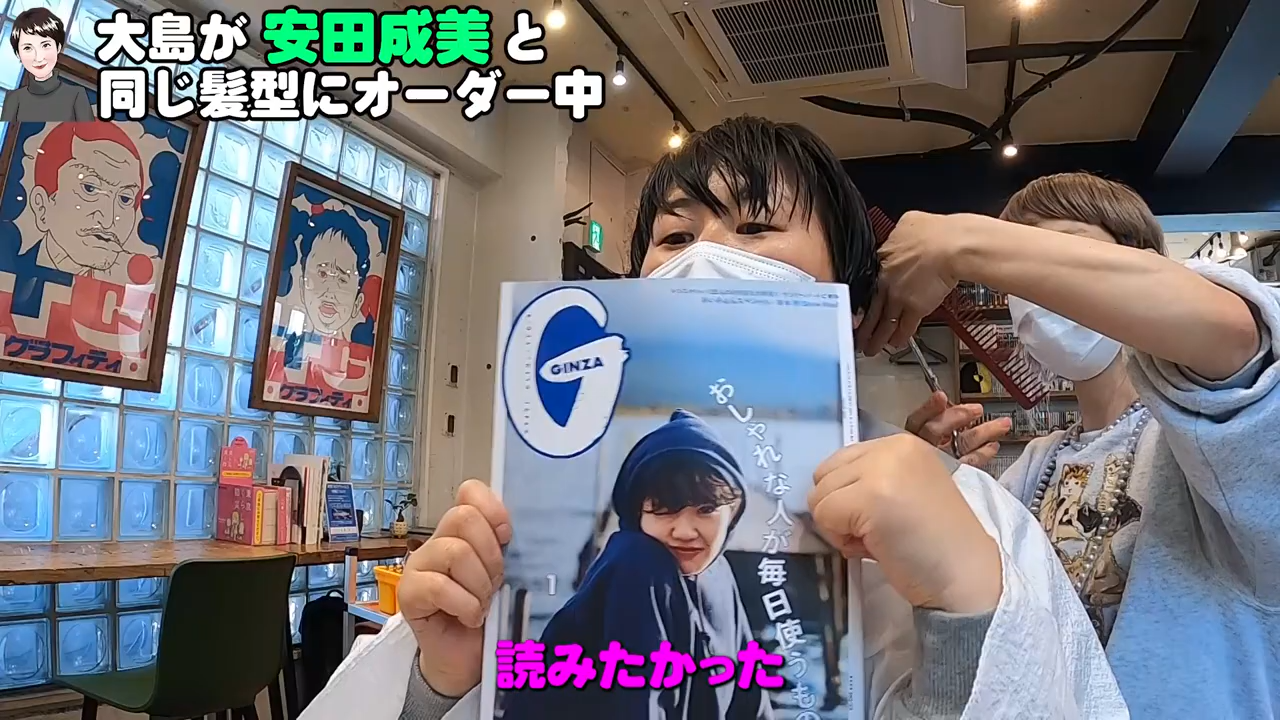 大島が 安田成美 と
同じ髪型にオーダー中
グラフィティ
グラフィティ
GINZA
おしゃれな人が毎日使うもの
1
読みたかった